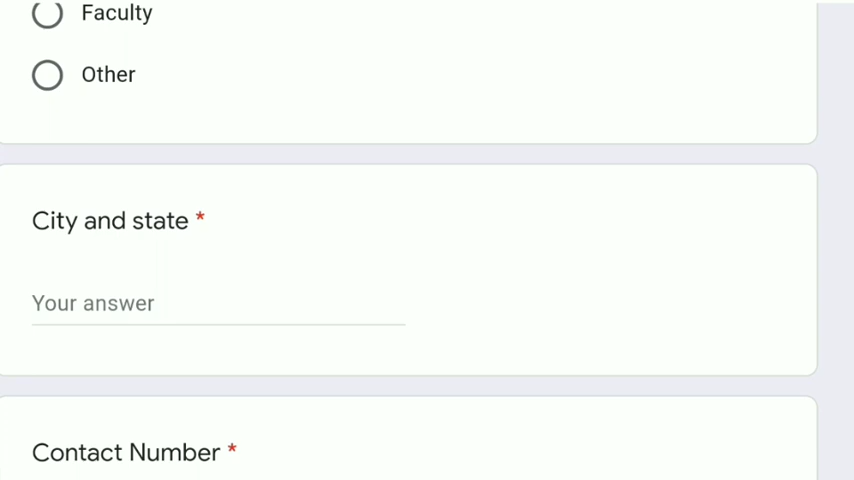 Faculty
Other
City and state *
Your answer
Contact Number *